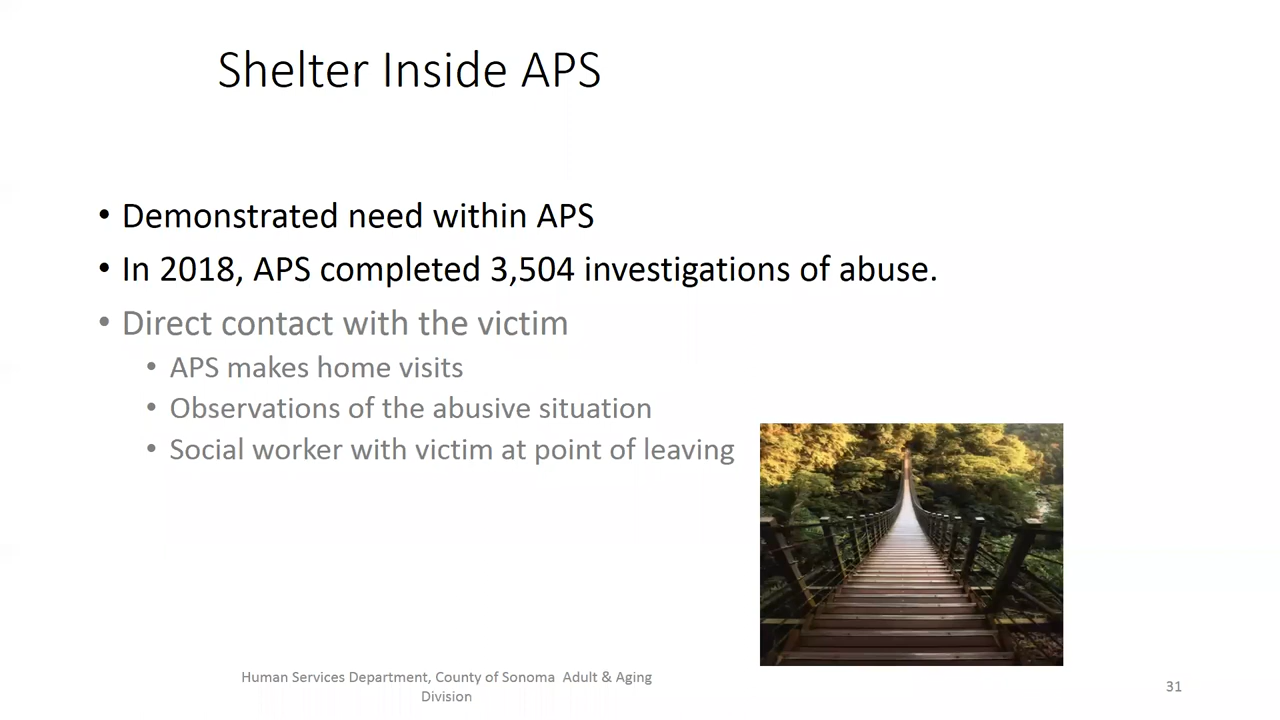 Shelter Inside APS
• Demonstrated need within APS
• In 2018, APS completed 3,504 investigations of abuse.
• Direct contact with the victim
• APS makes home visits
• Observations of the abusive situation
• Social worker with victim at point of leaving
Human Services Department, County of Sonoma  Adult & Aging
Division
31